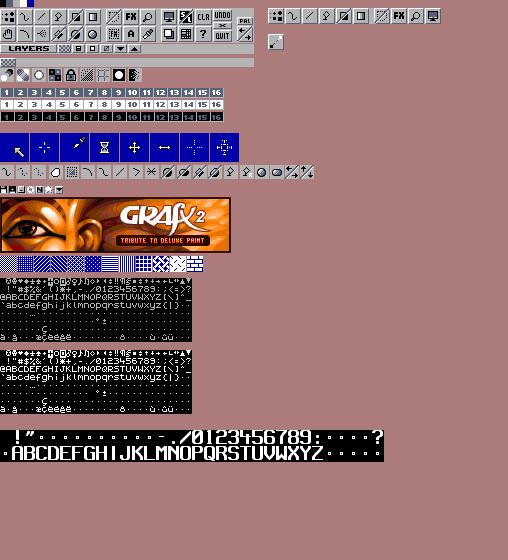 FX CLR UNDO PAL FX
? QUIT
LAYERS
1 2 3 4 5 6 7 8 9 10 11 12 13 14 15 16
1 2 3 4 5 6 7 8 9 10 11 12 13 14 15 16
1 2 3 4 5 6 7 8 9 10 11 12 13 14 15 16
GRAFX2
TRIBUTE TO DELUXE PAINT
!"#$%&'()*+,-./0123456789:;<=>?
@ABCDEFGHIJKLMNOPQRSTUVWXYZ[\]^_
`abcdefghijklmnopqrstuvwxyz{|}
!"#$%&'()*+,-./0123456789:;<=>?
@ABCDEFGHIJKLMNOPQRSTUVWXYZ[\]^_
`abcdefghijklmnopqrstuvwxyz{|}
!"-./0123456789:?
ABCDEFGHIJKLMNOPQRSTUVWXYZ